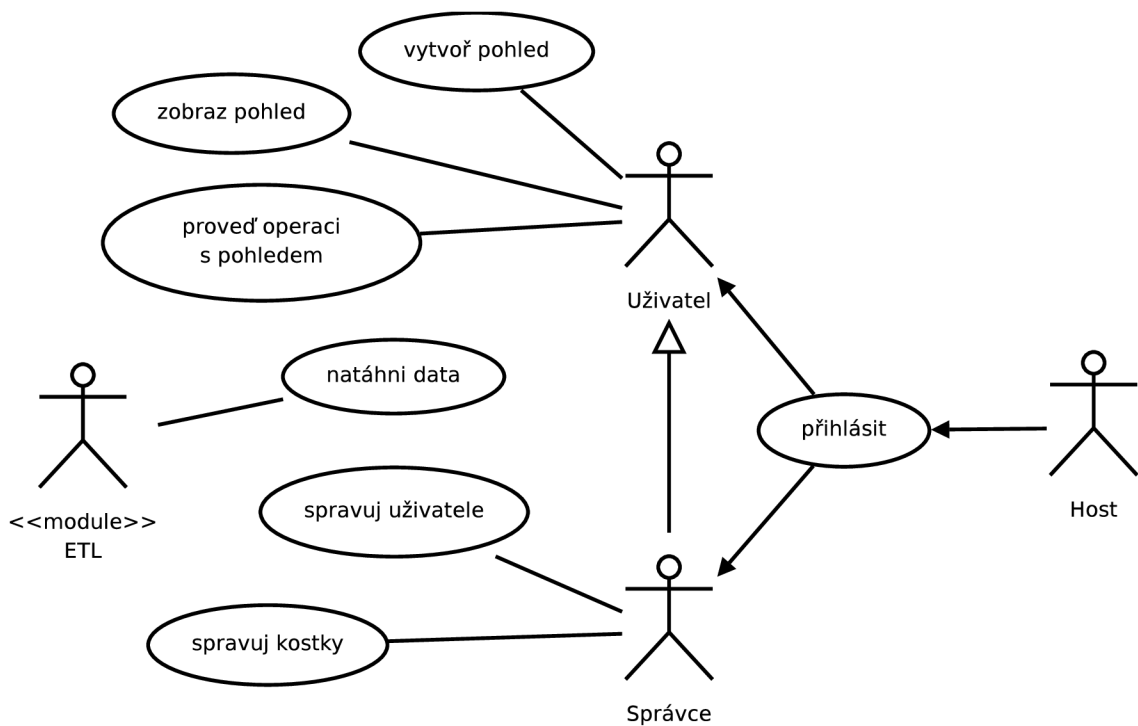 vytvoř pohled
zobraz pohled
proveď operaci
s pohledem
Uživatel
natáhni data
přihlásit
<<module>>
ETL
Host
spravuj uživatele
spravuj kostky
Správce